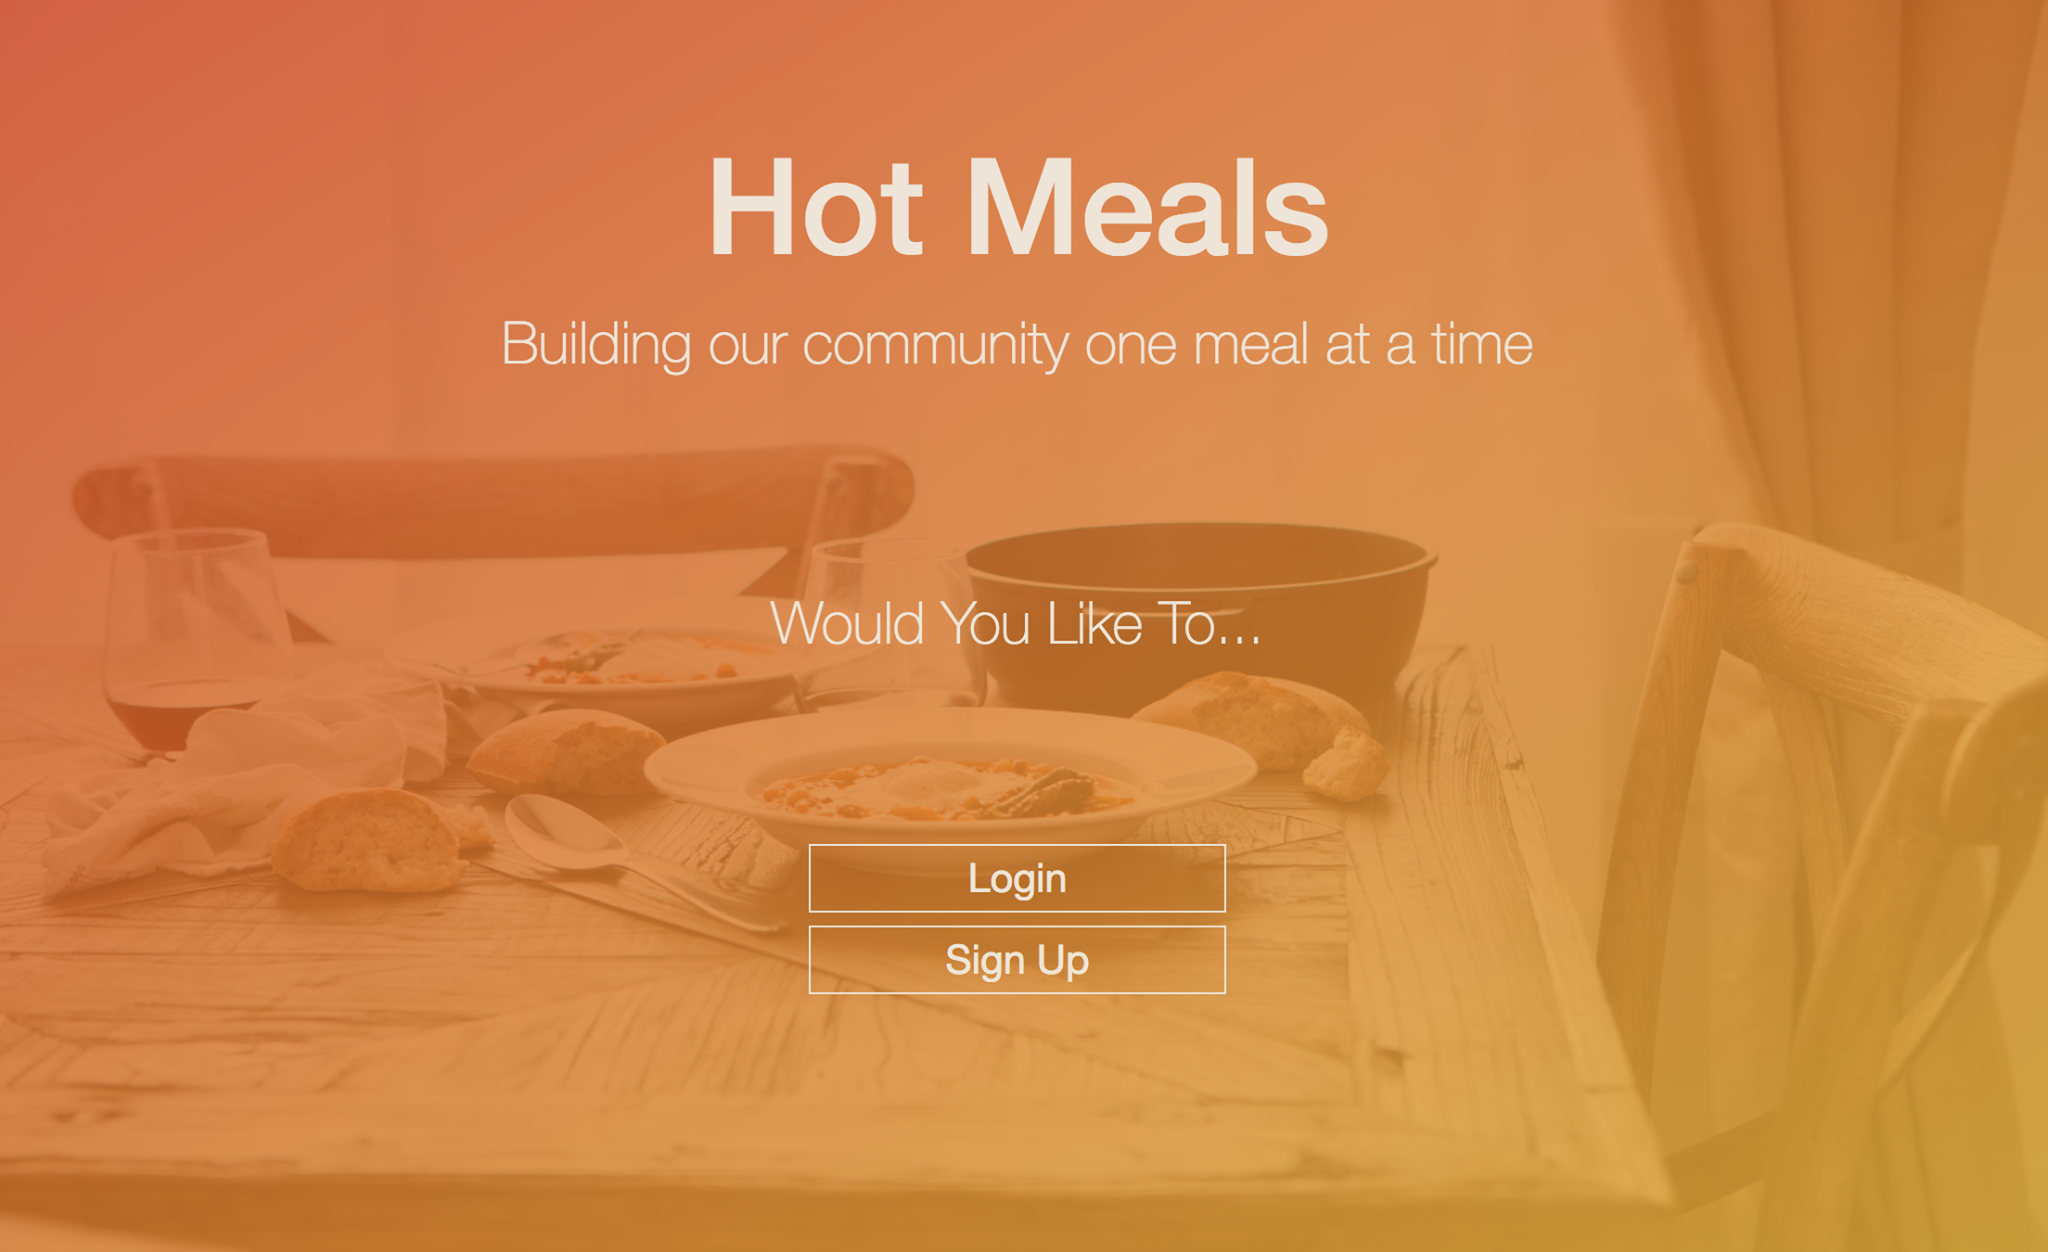 Hot Meals
Building our community one meal at a time
Would You Like To...
Login
Sign Up